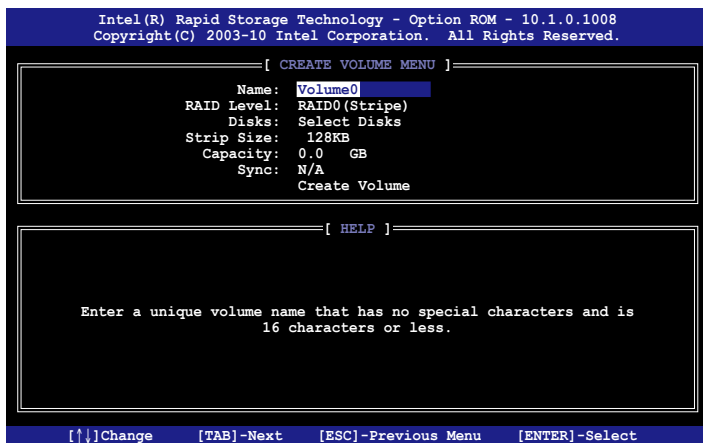 Intel(R) Rapid Storage Technology - Option ROM - 10.1.0.1008
Copyright(C) 2003-10 Intel Corporation. All Rights Reserved.
[ CREATE VOLUME MENU ]
Name: Volume0
RAID Level: RAID0(Stripe)
Disks: Select Disks
Strip Size: 128KB
Capacity: 0.0 GB
Sync: N/A
Create Volume
[ HELP ]
Enter a unique volume name that has no special characters and is
16 characters or less.
[↑↓]Change [TAB]-Next [ESC]-Previous Menu [ENTER]-Select